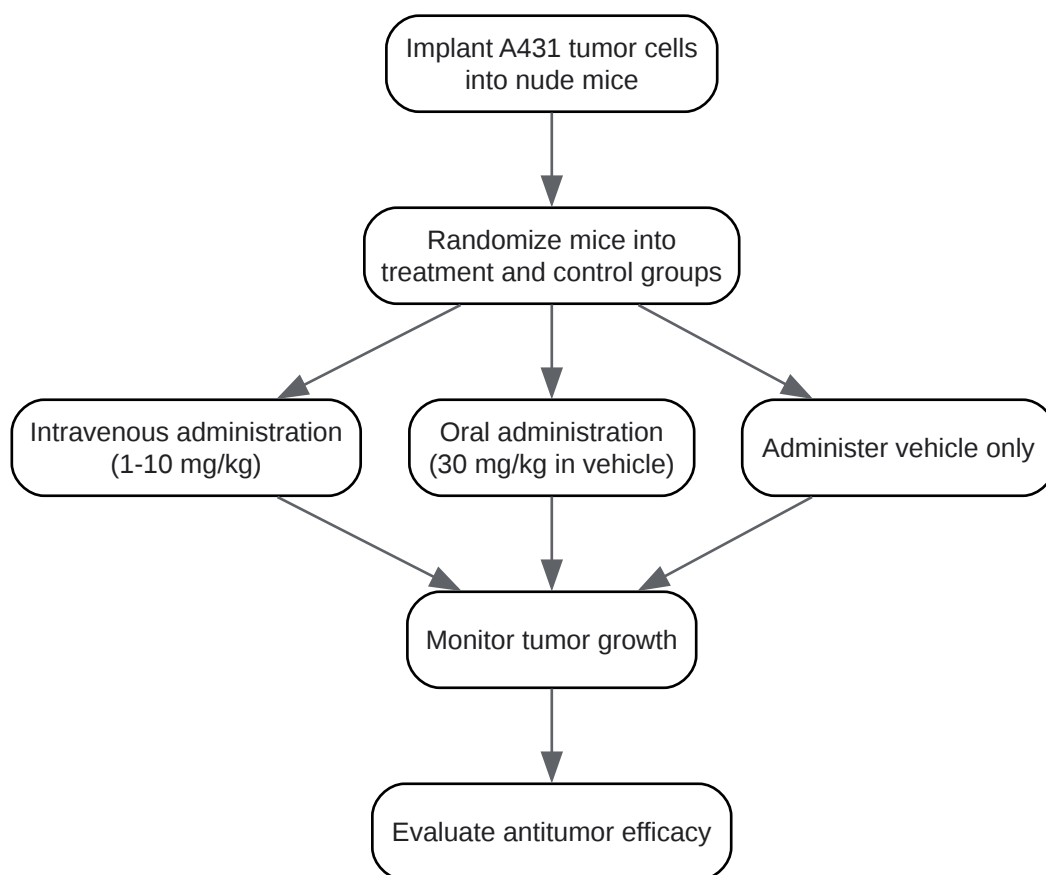 Implant A431 tumor cells
into nude mice
Randomize mice into
treatment and control groups
Intravenous administration
(1-10 mg/kg)
Oral administration
(30 mg/kg in vehicle)
Administer vehicle only
Monitor tumor growth
Evaluate antitumor efficacy